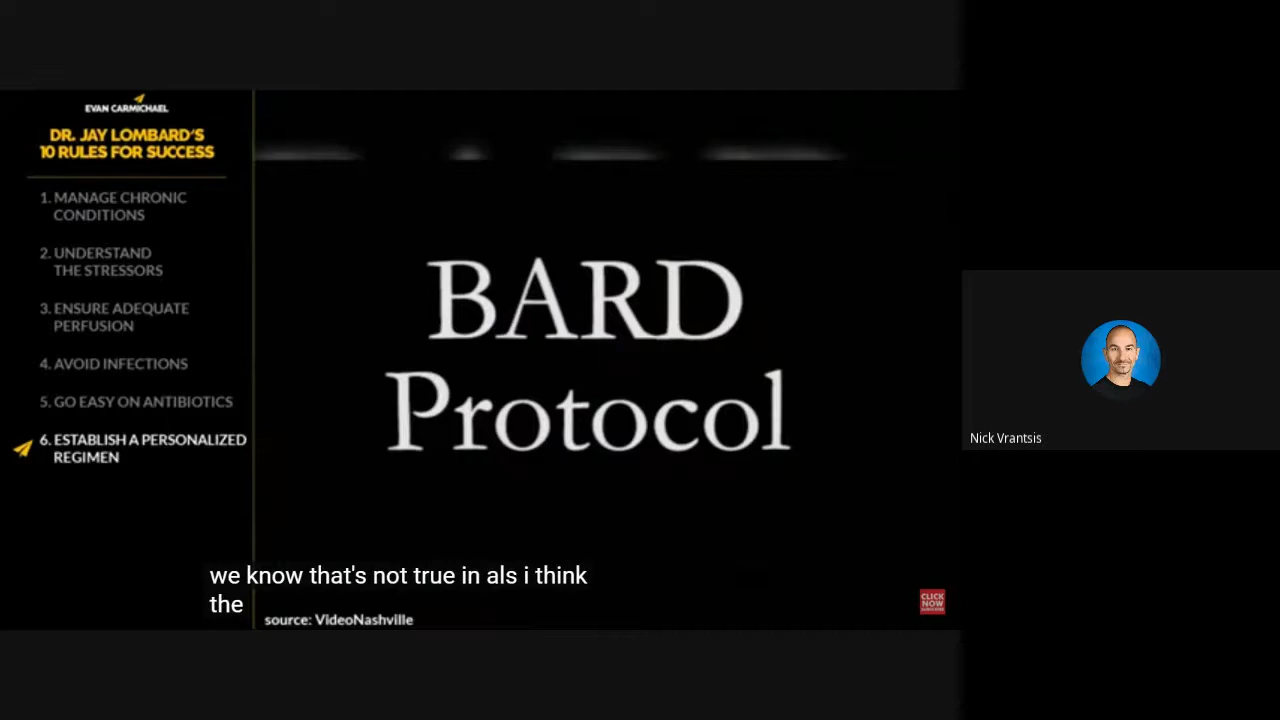 EVAN CARMICHAEL
DR. JAY LOMBARD'S
10 RULES FOR SUCCESS
1. MANAGE CHRONIC
CONDITIONS
2. UNDERSTAND
THE STRESSORS
3. ENSURE ADEQUATE
PERFUSION
4. AVOID INFECTIONS
5. GO EASY ON ANTIBIOTICS
6. ESTABLISH A PERSONALIZED
REGIMEN
BARD
Protocol
we know that's not true in als i think
the
source: VideoNashville
CLICK
NOW
SUBSCRIBE
Nick Vrantsis